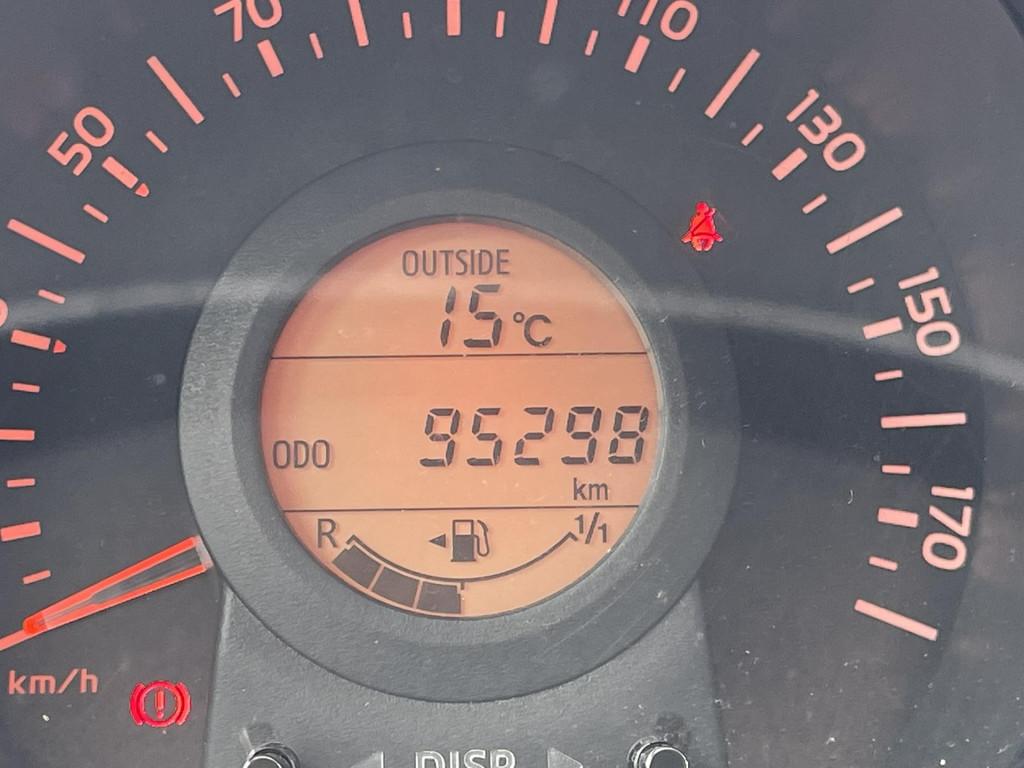 70
110
50
130
OUTSIDE
15°C
150
ODO 95298
km
R 1/1
170
km/h
DISP